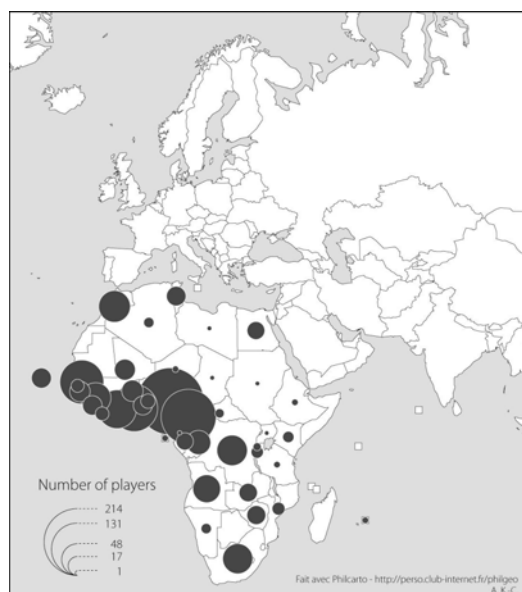 Number of players
214
131
48
17
1
Fait avec Philcarto - http://perso.club-internet.fr/philgeo
A. K-C